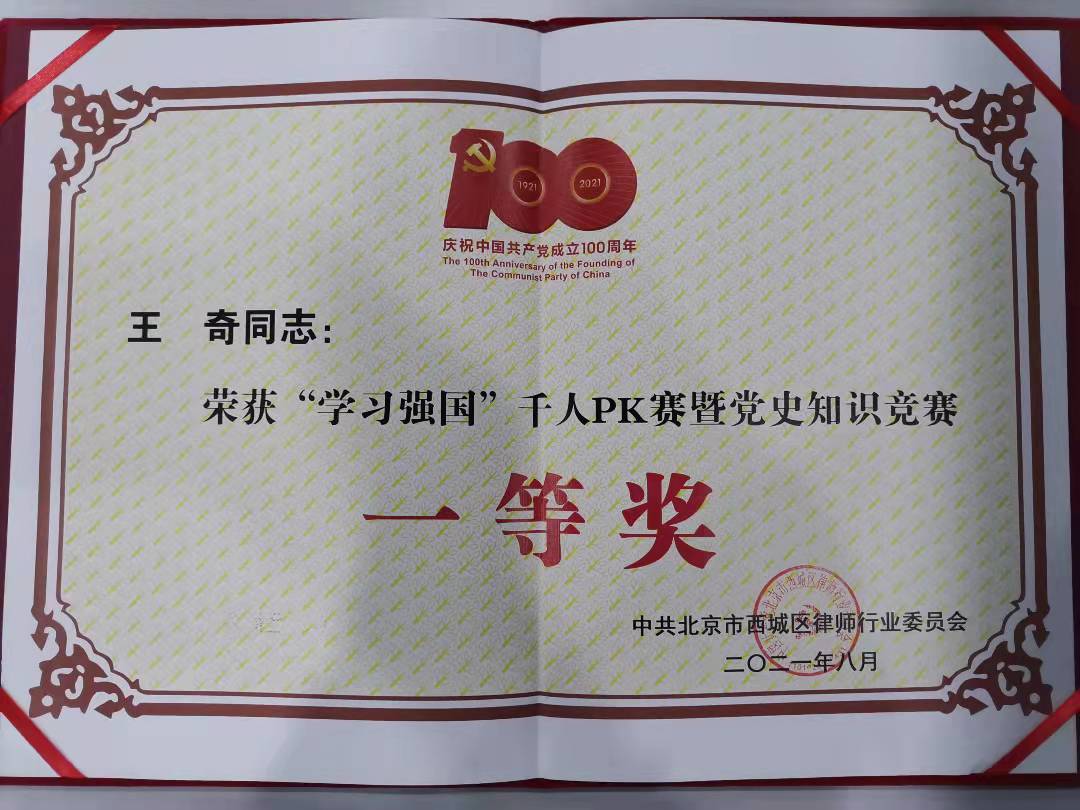 1921
2021
庆祝中国共产党成立100周年
The 100th Anniversary of the Founding of
The Communist Party of China
王 奇同志：
荣获“学习强国”千人PK赛暨党史知识竞赛
一等奖
中共北京市西城区律师行业委员会
二〇二一年八月